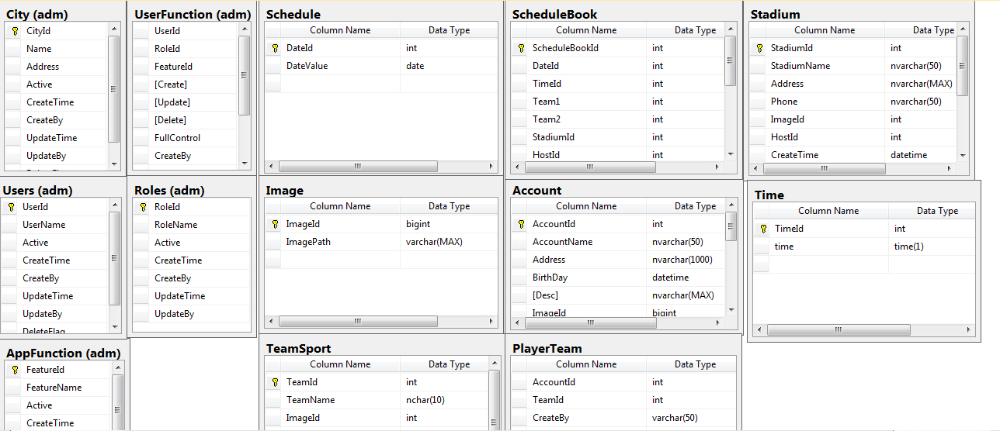 City (adm)
CityId
Name
Address
Active
CreateTime
CreateBy
UpdateTime
UpdateBy
UserFunction (adm)
UserId
RoleId
FeatureId
[Create]
[Update]
[Delete]
FullControl
CreateBy
Schedule
Column Name Data Type
DateId int
DateValue date
ScheduleBook
Column Name Data Type
ScheduleBookId int
DateId int
TimeId int
Team1 int
Team2 int
StadiumId int
HostId int
Stadium
Column Name Data Type
StadiumId int
StadiumName nvarchar(50)
Address nvarchar(MAX)
Phone nvarchar(50)
ImageId int
HostId int
CreateTime datetime
Users (adm)
UserId
UserName
Active
CreateTime
CreateBy
UpdateTime
UpdateBy
DeleteFlag
Roles (adm)
RoleId
RoleName
Active
CreateTime
CreateBy
UpdateTime
UpdateBy
Image
Column Name Data Type
ImageId bigint
ImagePath varchar(MAX)
Account
Column Name Data Type
AccountId int
AccountName nvarchar(50)
Address nvarchar(1000)
BirthDay datetime
[Desc] nvarchar(MAX)
ImageId bigint
Time
Column Name Data Type
TimeId int
time time(1)
AppFunction (adm)
FeatureId
FeatureName
Active
CreateTime
TeamSport
Column Name Data Type
TeamId int
TeamName nchar(10)
ImageId int
PlayerTeam
Column Name Data Type
AccountId int
TeamId int
CreateBy varchar(50)